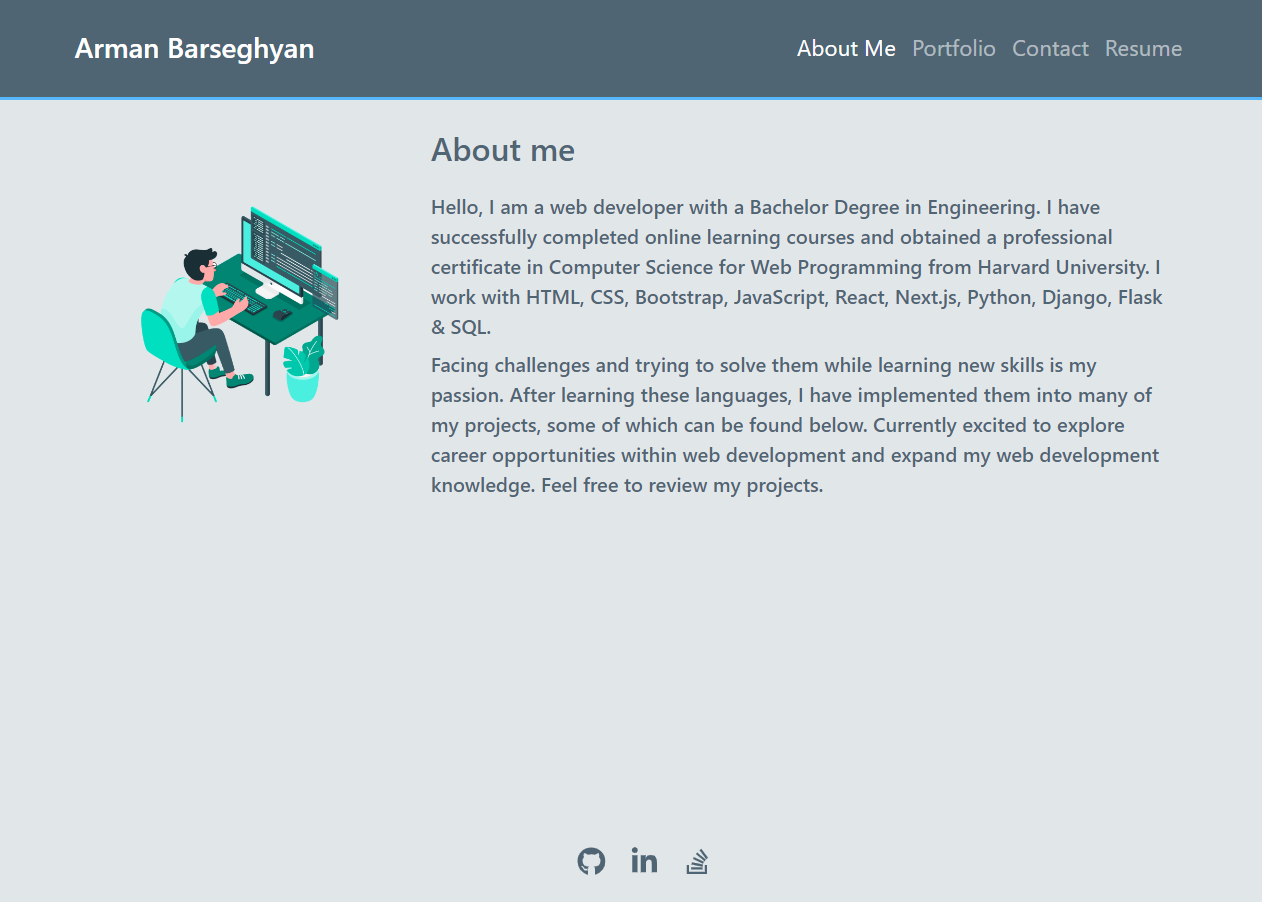 Arman Barseghyan
About Me Portfolio Contact Resume
About me
Hello, I am a web developer with a Bachelor Degree in Engineering. I have
successfully completed online learning courses and obtained a professional
certificate in Computer Science for Web Programming from Harvard University. I
work with HTML, CSS, Bootstrap, JavaScript, React, Next.js, Python, Django, Flask
& SQL.
Facing challenges and trying to solve them while learning new skills is my
passion. After learning these languages, I have implemented them into many of
my projects, some of which can be found below. Currently excited to explore
career opportunities within web development and expand my web development
knowledge. Feel free to review my projects.
in